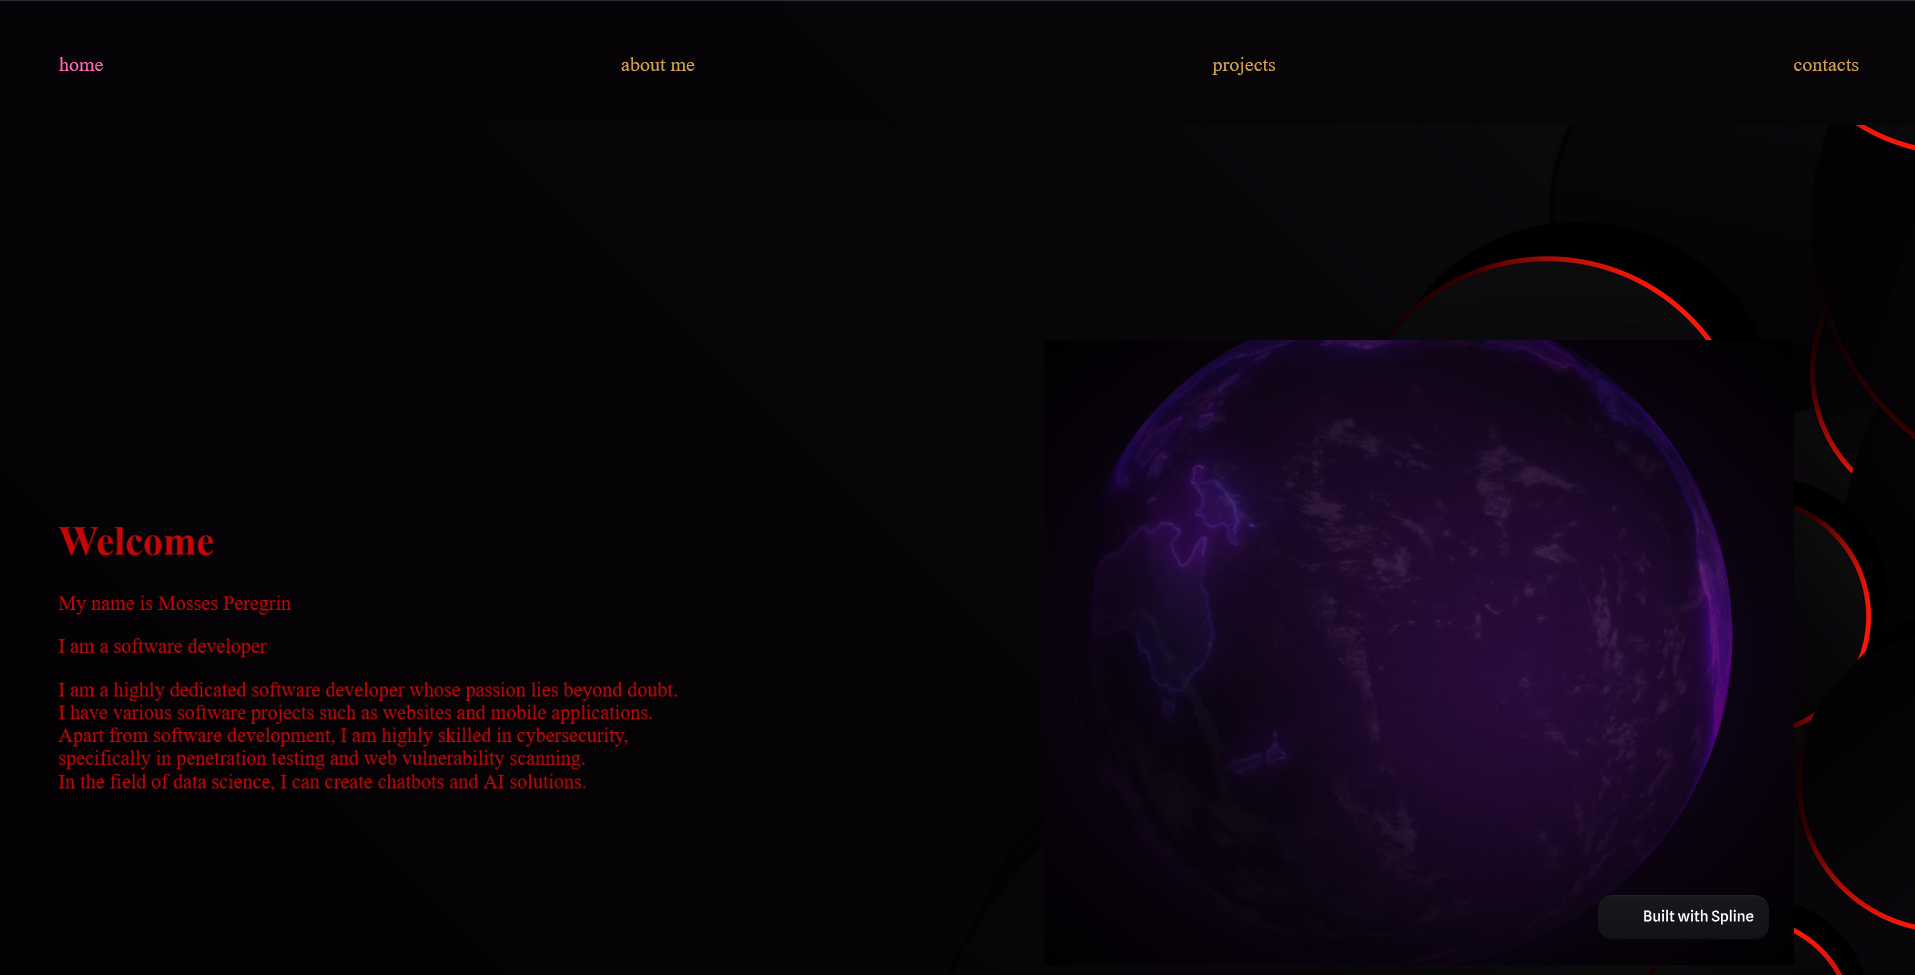 home
about me
projects
contacts
Welcome
My name is Mosses Peregrin
I am a software developer
I am a highly dedicated software developer whose passion lies beyond doubt.
I have various software projects such as websites and mobile applications.
Apart from software development, I am highly skilled in cybersecurity,
specifically in penetration testing and web vulnerability scanning.
In the field of data science, I can create chatbots and AI solutions.
Built with Spline